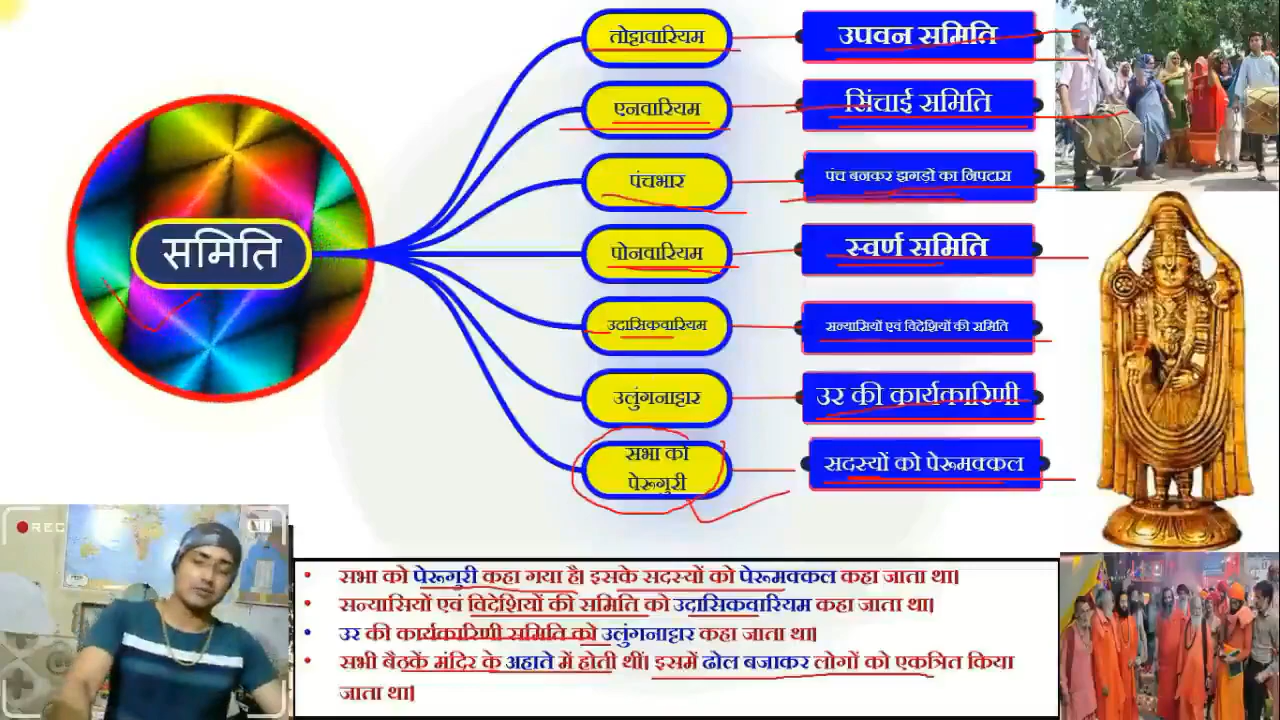 समिति
तोट्टावारियम
उपवन समिति
एनवारियम
सिंचाई समिति
पंचभार
पंच बनकर झगड़ों का निपटारा
पोनवारियम
स्वर्ण समिति
उदासिकवारियम
सन्यासियों एवं विदेशियों की समिति
उलुंगनाट्टार
उर की कार्यकारिणी
सभा को
पेरूगुरी
सदस्यों को पेरूमक्कल
REC
• सभा को पेरूगुरी कहा गया है। इसके सदस्यों को पेरूमक्कल कहा जाता था।
• सन्यासियों एवं विदेशियों की समिति को उदासिकवारियम कहा जाता था।
• उर की कार्यकारिणी समिति को उलुंगनाट्टार कहा जाता था।
• सभी बैठकें मंदिर के अहाते में होती थीं। इसमें ढोल बजाकर लोगों को एकत्रित किया
जाता था।